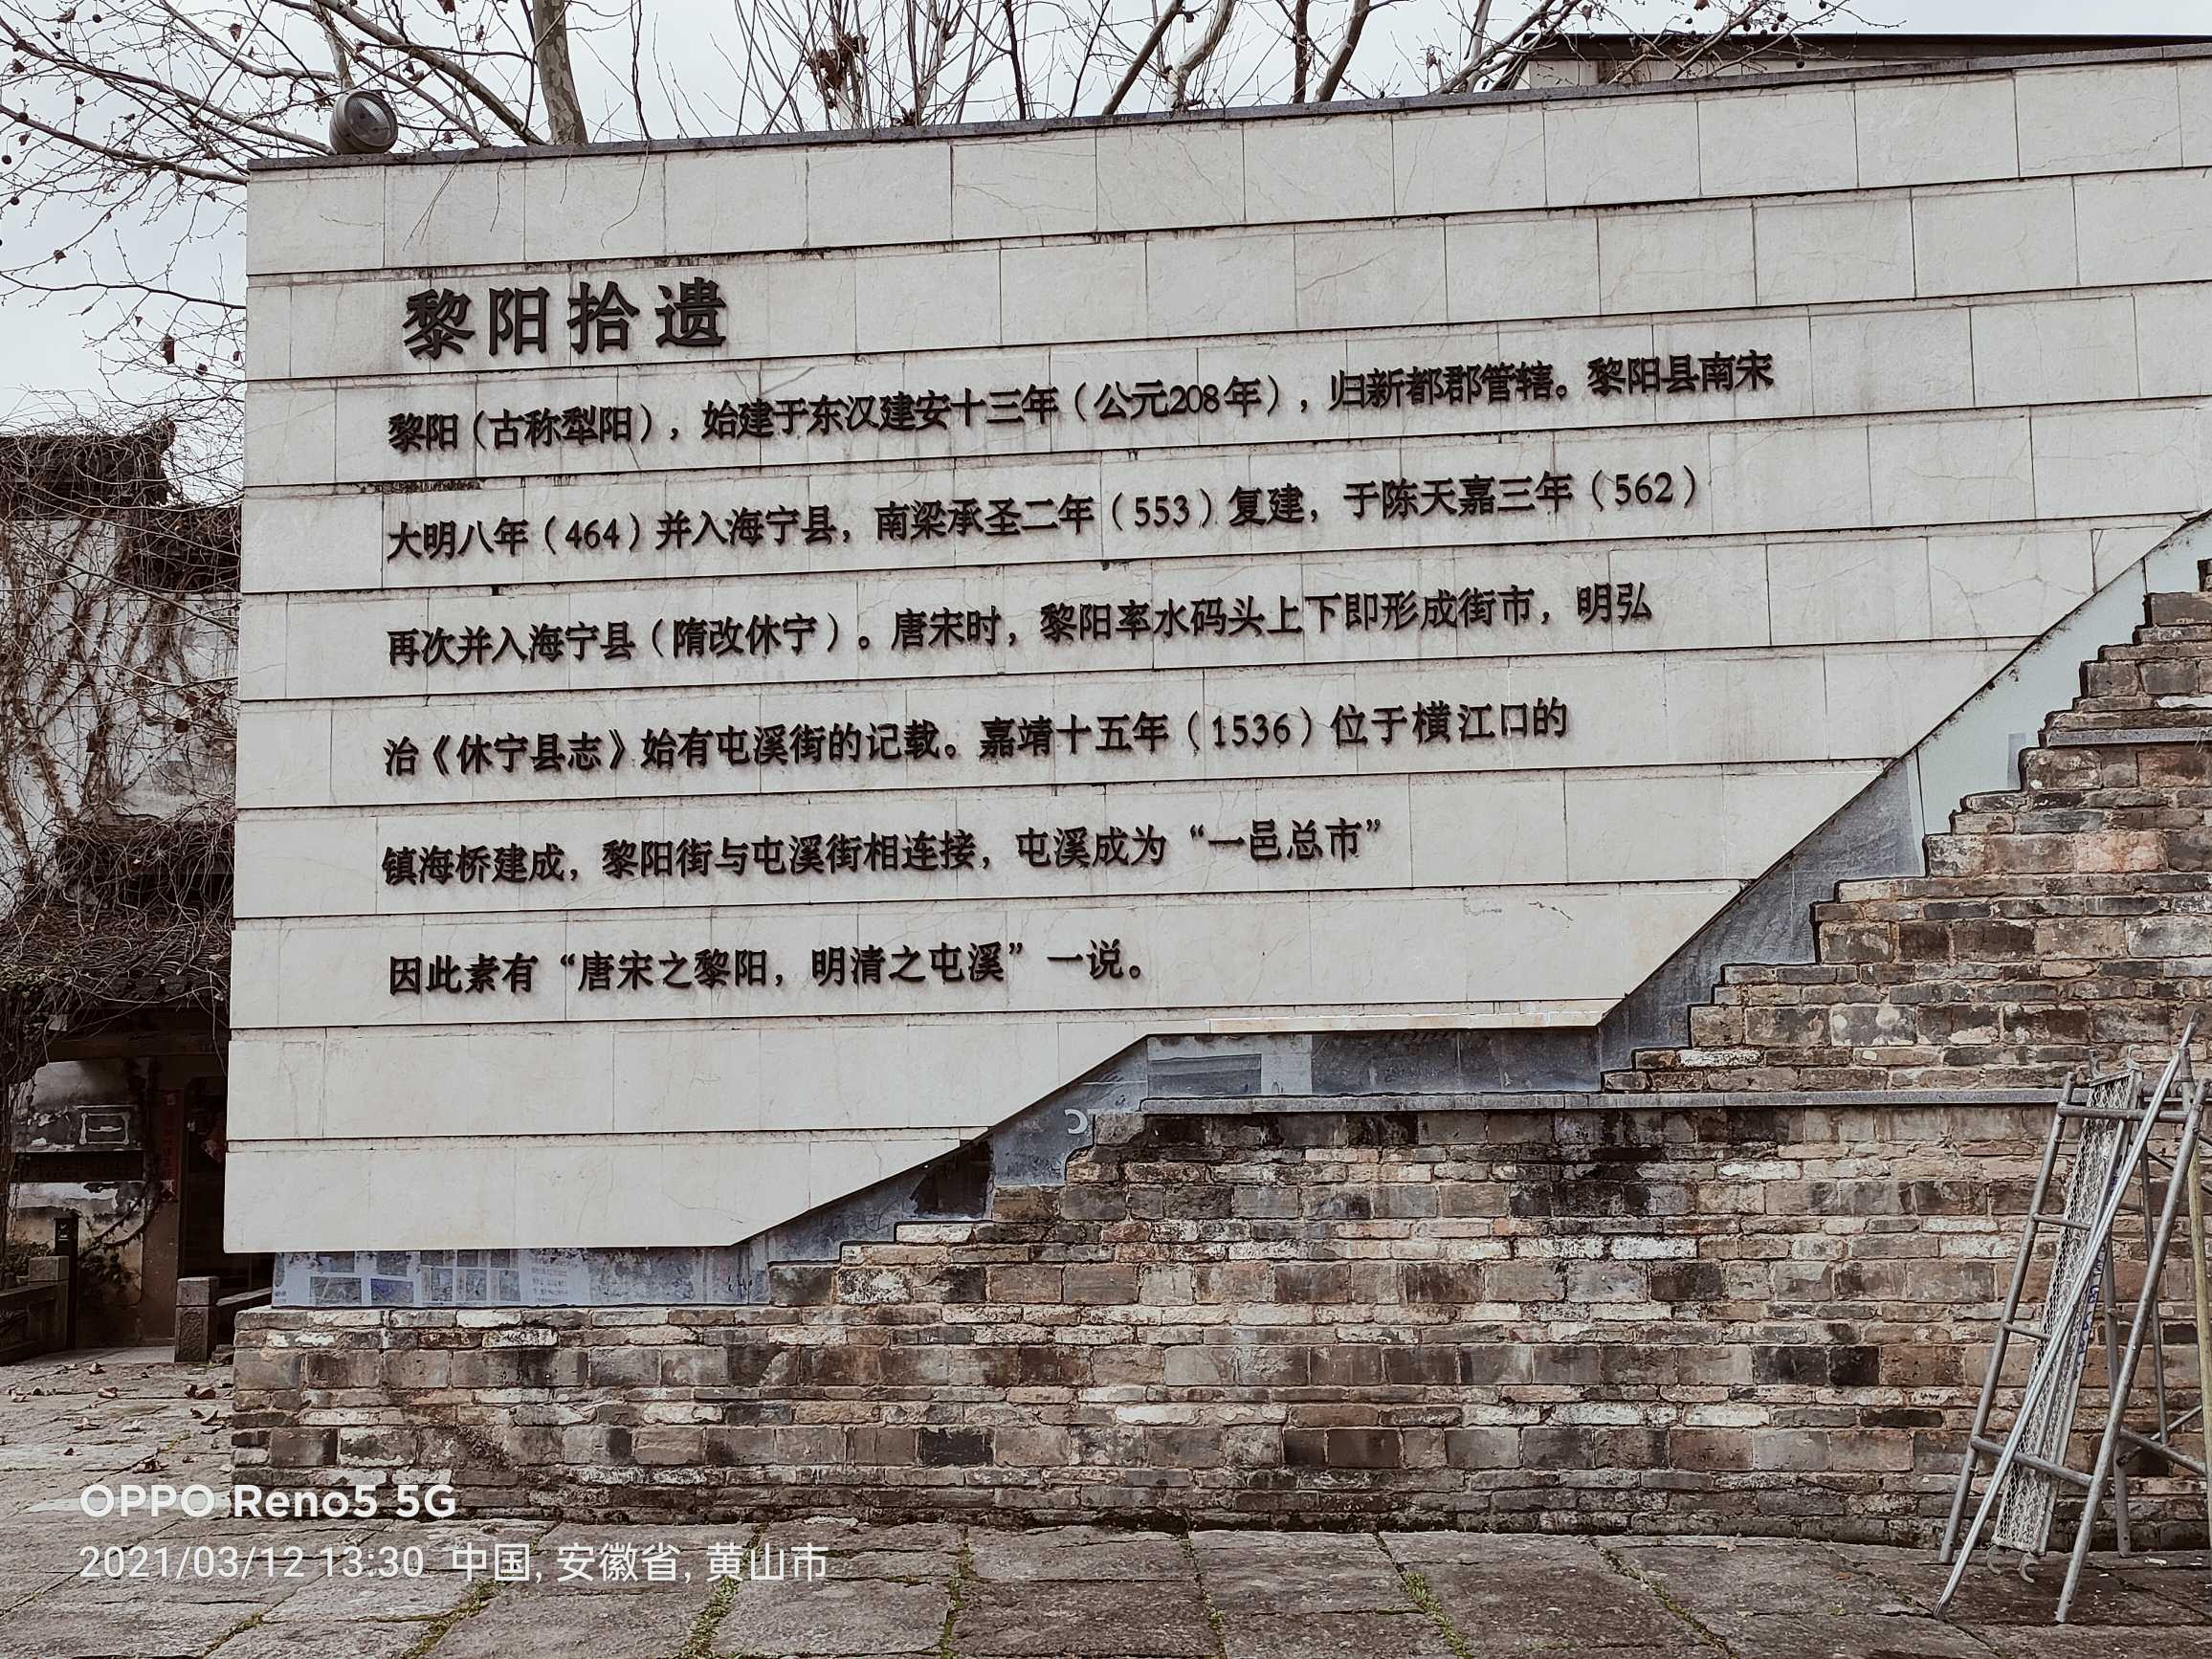 黎阳拾遗
黎阳（古称犁阳），始建于东汉建安十三年（公元208年），归新都郡管辖。黎阳县南宋
大明八年（464）并入海宁县，南梁承圣二年（553）复建，于陈天嘉三年（562）
再次并入海宁县（隋改休宁）。唐宋时，黎阳率水码头上下即形成街市，明弘
治《休宁县志》始有屯溪街的记载。嘉靖十五年（1536）位于横江口的
镇海桥建成，黎阳街与屯溪街相连接，屯溪成为“一邑总市”
因此素有“唐宋之黎阳，明清之屯溪”一说。
OPPO Reno5 5G
2021/03/12 13:30 中国, 安徽省, 黄山市